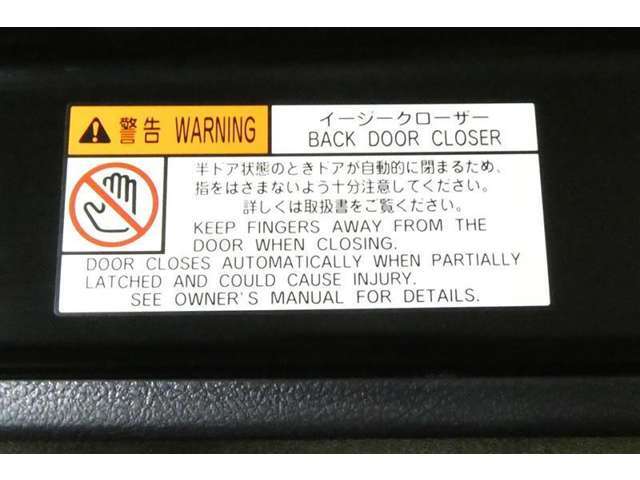 警告 WARNING
イージークローザー
BACK DOOR CLOSER
半ドア状態のときドアが自動的に閉まるため、
指をはさまないよう十分注意してください。
詳しくは取扱書をご覧ください。
KEEP FINGERS AWAY FROM THE
DOOR WHEN CLOSING.
DOOR CLOSES AUTOMATICALLY WHEN PARTIALLY
LATCHED AND COULD CAUSE INJURY.
SEE OWNER'S MANUAL FOR DETAILS.